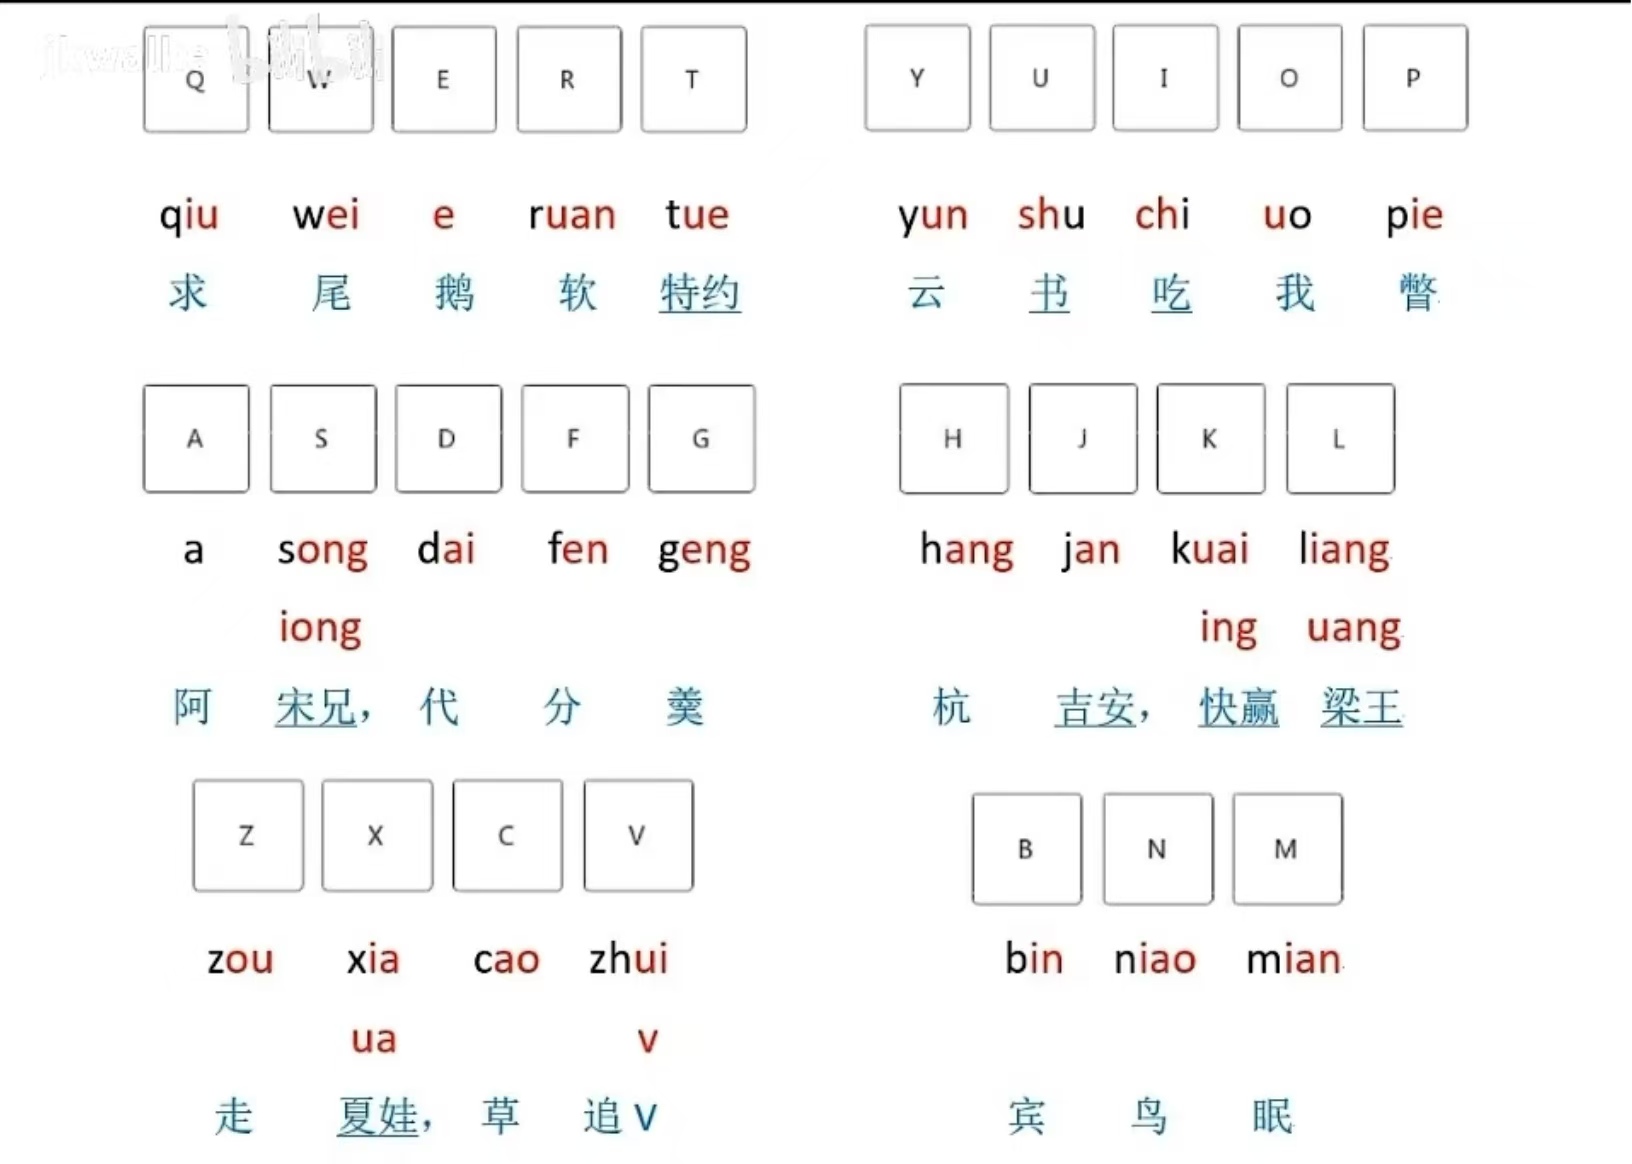 jkwalke bilibili
Q W E R T Y U I O P
qiu wei e ruan tue yun shu chi uo pie
求 尾 鹅 软 特约 云 书 吃 我 瞥
A S D F G H J K L
a song dai fen geng hang jan kuai liang
iong ing uang
阿 宋兄， 代 分 羹 杭 吉安， 快赢 梁王
Z X C V B N M
zou xia cao zhui bin niao mian
ua v
走 夏娃， 草 追 V 宾 鸟 眠